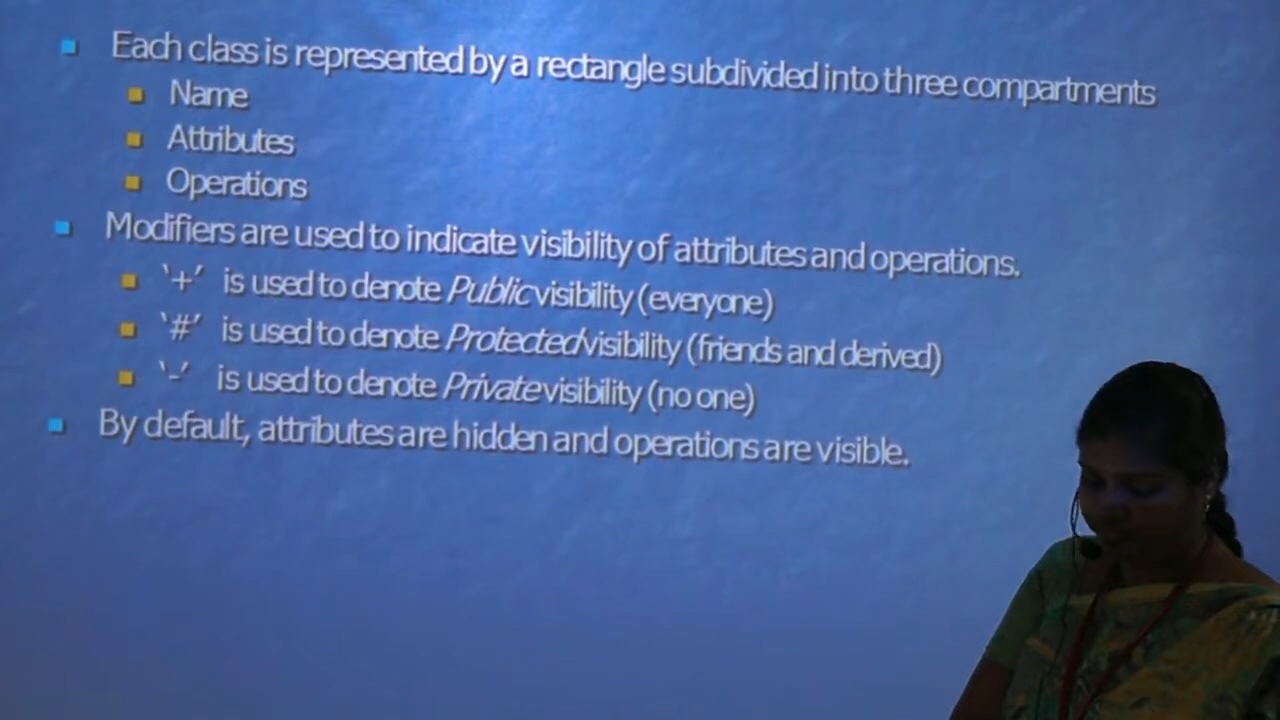 Each class is represented by a rectangle subdivided into three compartments
Name
Attributes
Operations
Modifiers are used to indicate visibility of attributes and operations.
‘+’ is used to denote Public visibility (everyone)
‘#’ is used to denote Protected visibility (friends and derived)
‘-’ is used to denote Private visibility (no one)
By default, attributes are hidden and operations are visible.